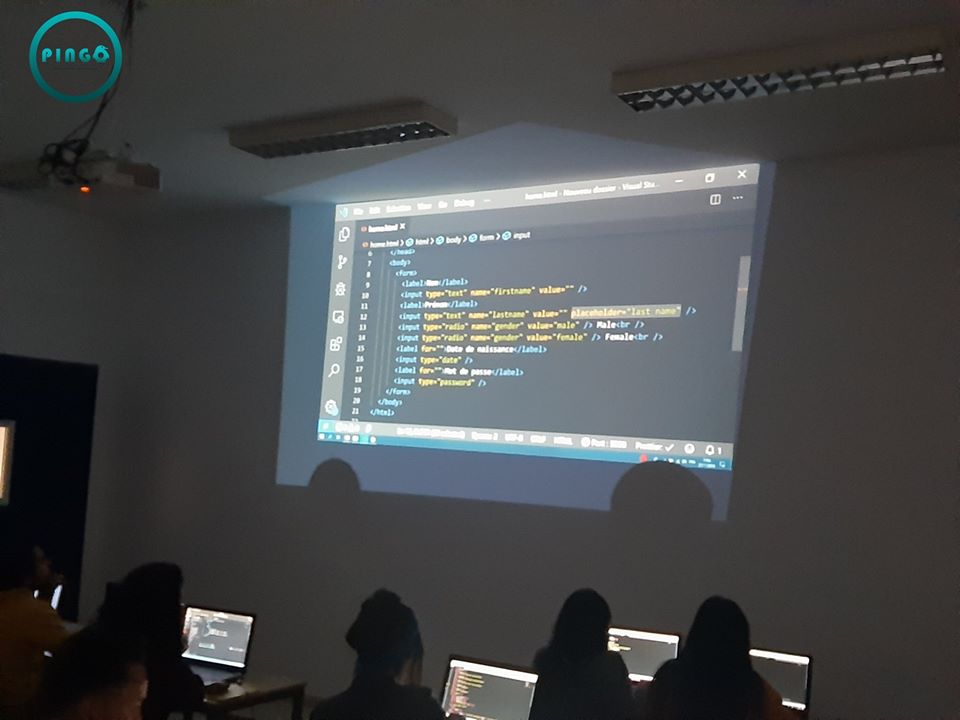 PINGO
File Edit Selection View Go Debug ...
home.html - Nouveau dossier - Visual Stu...
home.html X
home.html > html > body > form > input
6 </head>
7 <body>
8 <form>
9 <label>Nom</label>
10 <input type="text" name="firstname" value="" />
11 <label>Prénom</label>
12 <input type="text" name="lastname" value="" placeholder="last name" />
13 <input type="radio" name="gender" value="male" /> Male<br />
14 <input type="radio" name="gender" value="female" /> Female<br />
15 <label for="">Date de naissance</label>
16 <input type="date" />
17 <label for="">Mot de passe</label>
18 <input type="password" />
19 </form>
20 </body>
21 </html>
Spaces: 2 UTF-8 CRLF HTML Port : 5500 Prettier: ✓ 1